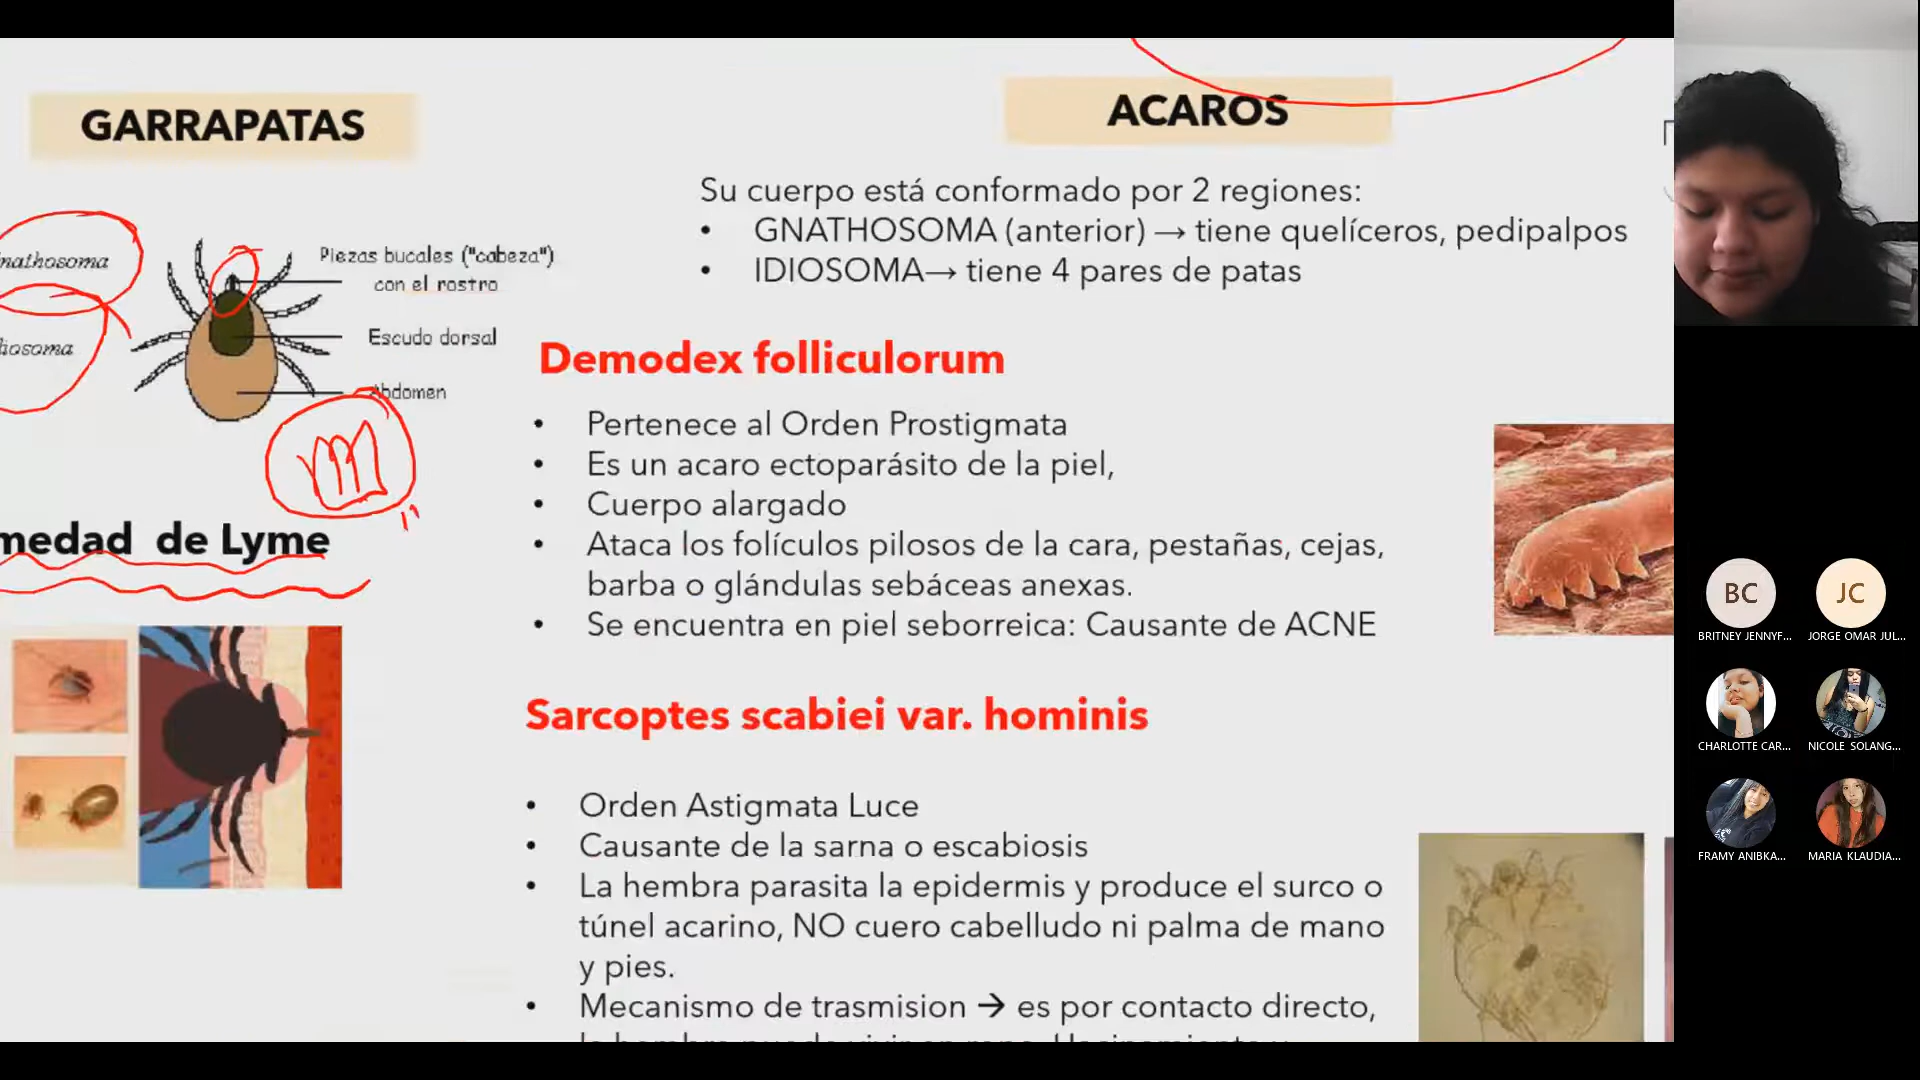 GARRAPATAS
nathosoma
iosoma
Piezas bucales ("cabeza")
con el rostro
Escudo dorsal
Abdomen
medad de Lyme
ACAROS
Su cuerpo está conformado por 2 regiones:
• GNATHOSOMA (anterior) → tiene quelíceros, pedipalpos
• IDIOSOMA→ tiene 4 pares de patas
Demodex folliculorum
• Pertenece al Orden Prostigmata
• Es un acaro ectoparásito de la piel,
• Cuerpo alargado
• Ataca los folículos pilosos de la cara, pestañas, cejas,
barba o glándulas sebáceas anexas.
• Se encuentra en piel seborreica: Causante de ACNE
Sarcoptes scabiei var. hominis
• Orden Astigmata Luce
• Causante de la sarna o escabiosis
• La hembra parasita la epidermis y produce el surco o
túnel acarino, NO cuero cabelludo ni palma de mano
y pies.
• Mecanismo de trasmision → es por contacto directo,
BC
BRITNEY JENNYF...
JC
JORGE OMAR JUL...
CHARLOTTE CAR...
NICOLE SOLANG...
FRAMY ANIBKA...
MARIA KLAUDIA...